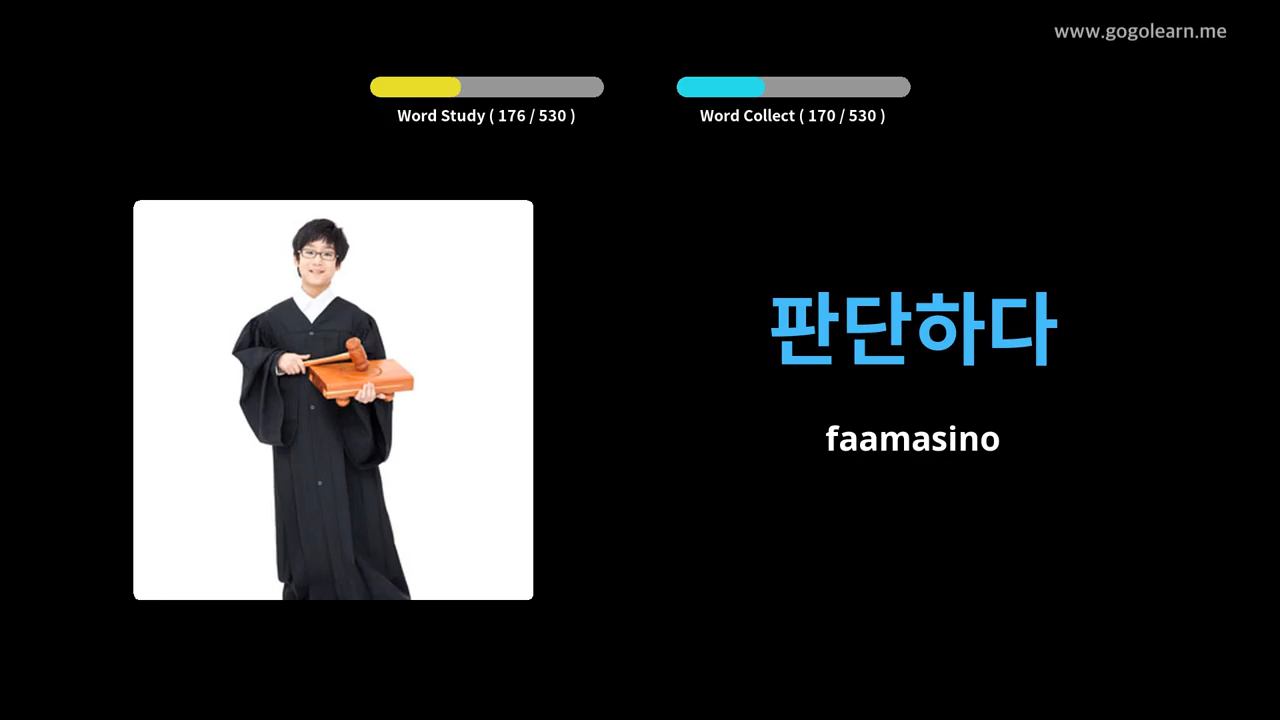 www.gogolearn.me
Word Study ( 176 / 530 )
Word Collect ( 170 / 530 )
판단하다
faamasino